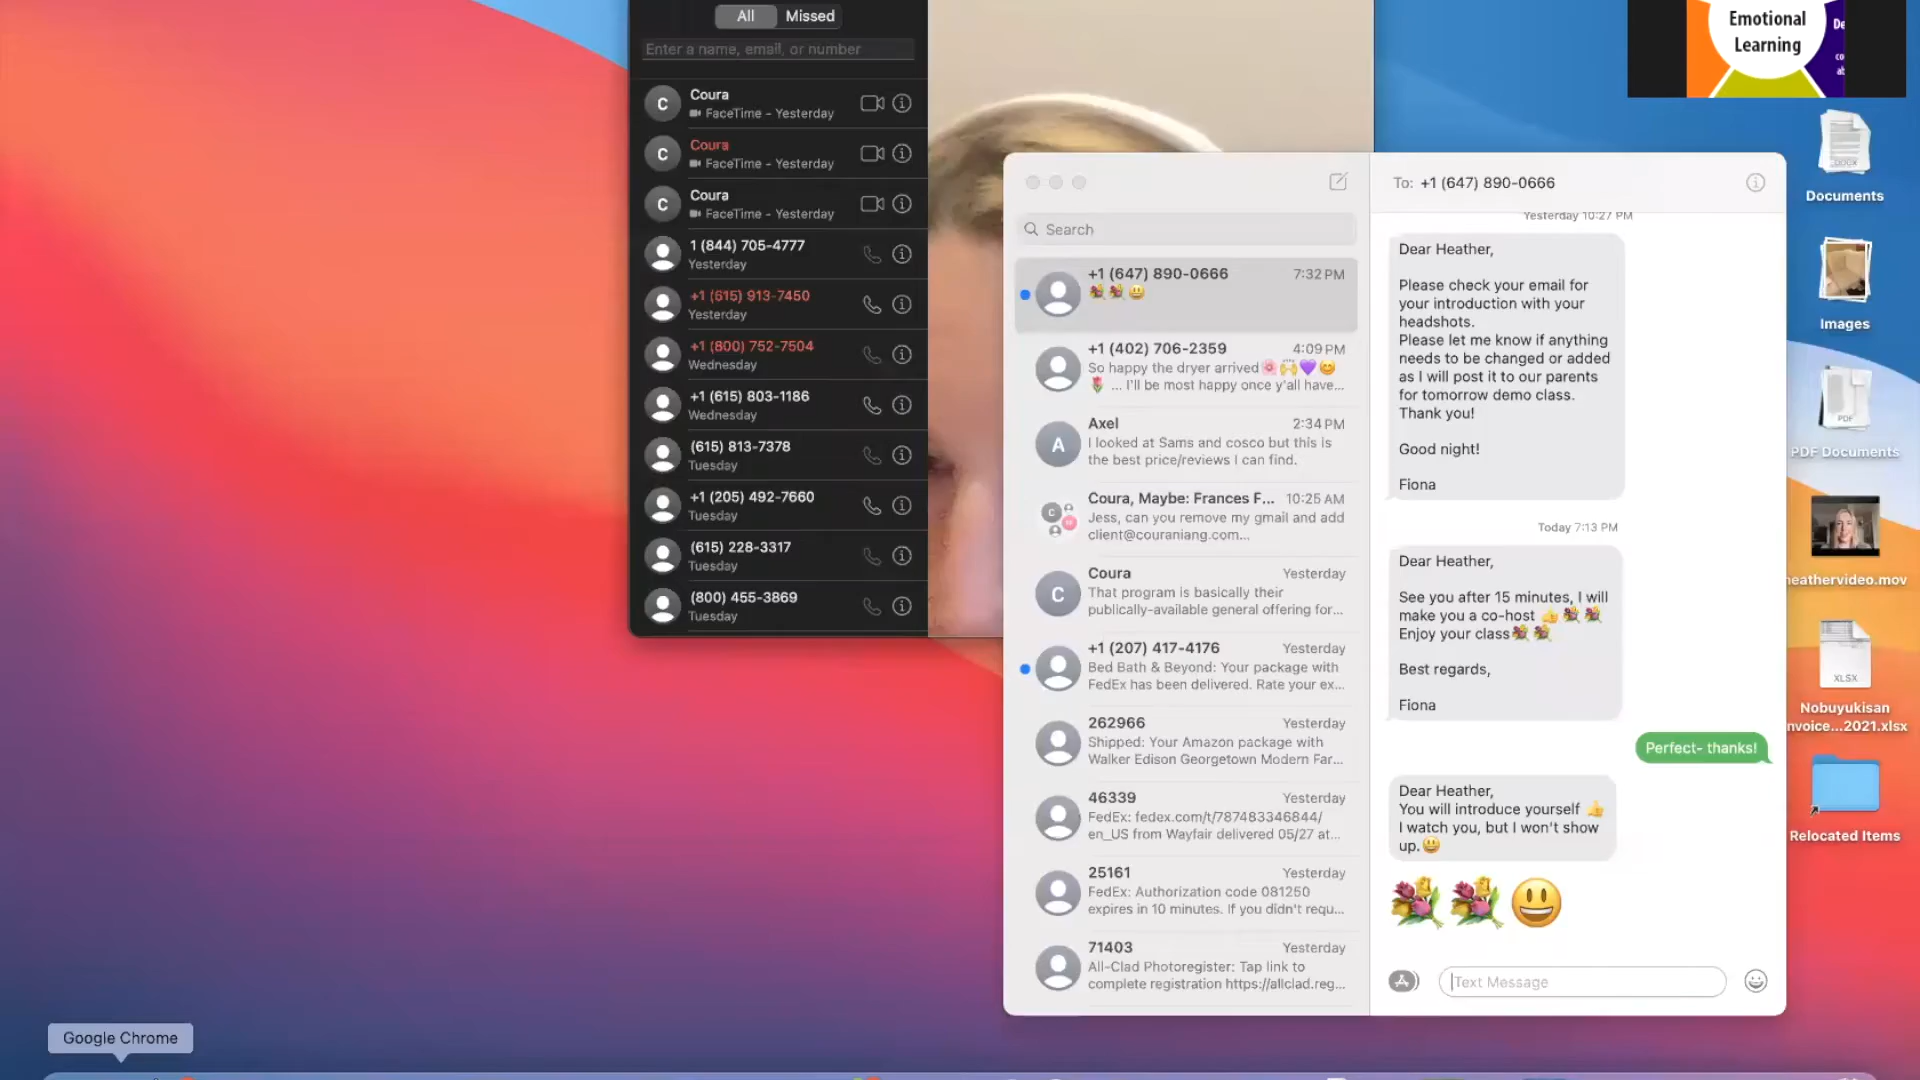 All
Missed
Enter a name, email, or number
C
Coura
FaceTime - Yesterday
C
Coura
FaceTime - Yesterday
C
Coura
FaceTime - Yesterday
1 (844) 705-4777
Yesterday
+1 (615) 913-7450
Yesterday
+1 (800) 752-7504
Wednesday
+1 (615) 803-1186
Wednesday
(615) 813-7378
Tuesday
+1 (205) 492-7660
Tuesday
(615) 228-3317
Tuesday
(800) 455-3869
Tuesday
Search
+1 (647) 890-0666 7:32 PM
💐💐😃
+1 (402) 706-2359 4:09 PM
So happy the dryer arrived🌸🙌💜😊
🌷 ... I'll be most happy once y'all have...
A
Axel 2:34 PM
I looked at Sams and cosco but this is
the best price/reviews I can find.
Coura, Maybe: Frances F... 10:25 AM
Jess, can you remove my gmail and add
client@couraniang.com...
C
Coura Yesterday
That program is basically their
publically-available general offering for...
+1 (207) 417-4176 Yesterday
Bed Bath & Beyond: Your package with
FedEx has been delivered. Rate your ex...
262966 Yesterday
Shipped: Your Amazon package with
Walker Edison Georgetown Modern Far...
46339 Yesterday
FedEx: fedex.com/t/787483346844/
en_US from Wayfair delivered 05/27 at...
25161 Yesterday
FedEx: Authorization code 081250
expires in 10 minutes. If you didn't requ...
71403 Yesterday
All-Clad Photoregister: Tap link to
complete registration https://allclad.reg...
To: +1 (647) 890-0666
Yesterday 10:27 PM
Dear Heather,
Please check your email for
your introduction with your
headshots.
Please let me know if anything
needs to be changed or added
as I will post it to our parents
for tomorrow demo class.
Thank you!
Good night!
Fiona
Today 7:13 PM
Dear Heather,
See you after 15 minutes, I will
make you a co-host 👍💐💐
Enjoy your class💐💐
Best regards,
Fiona
Perfect- thanks!
Dear Heather,
You will introduce yourself 👍
I watch you, but I won't show
up.😃
💐💐😃
Text Message
Emotional
Learning
De
co
ab
DOCX
Documents
Images
PDF
PDF Documents
heathervideo.mov
XLSX
Nobuyukisan
nvoice...2021.xlsx
Relocated Items
Google Chrome